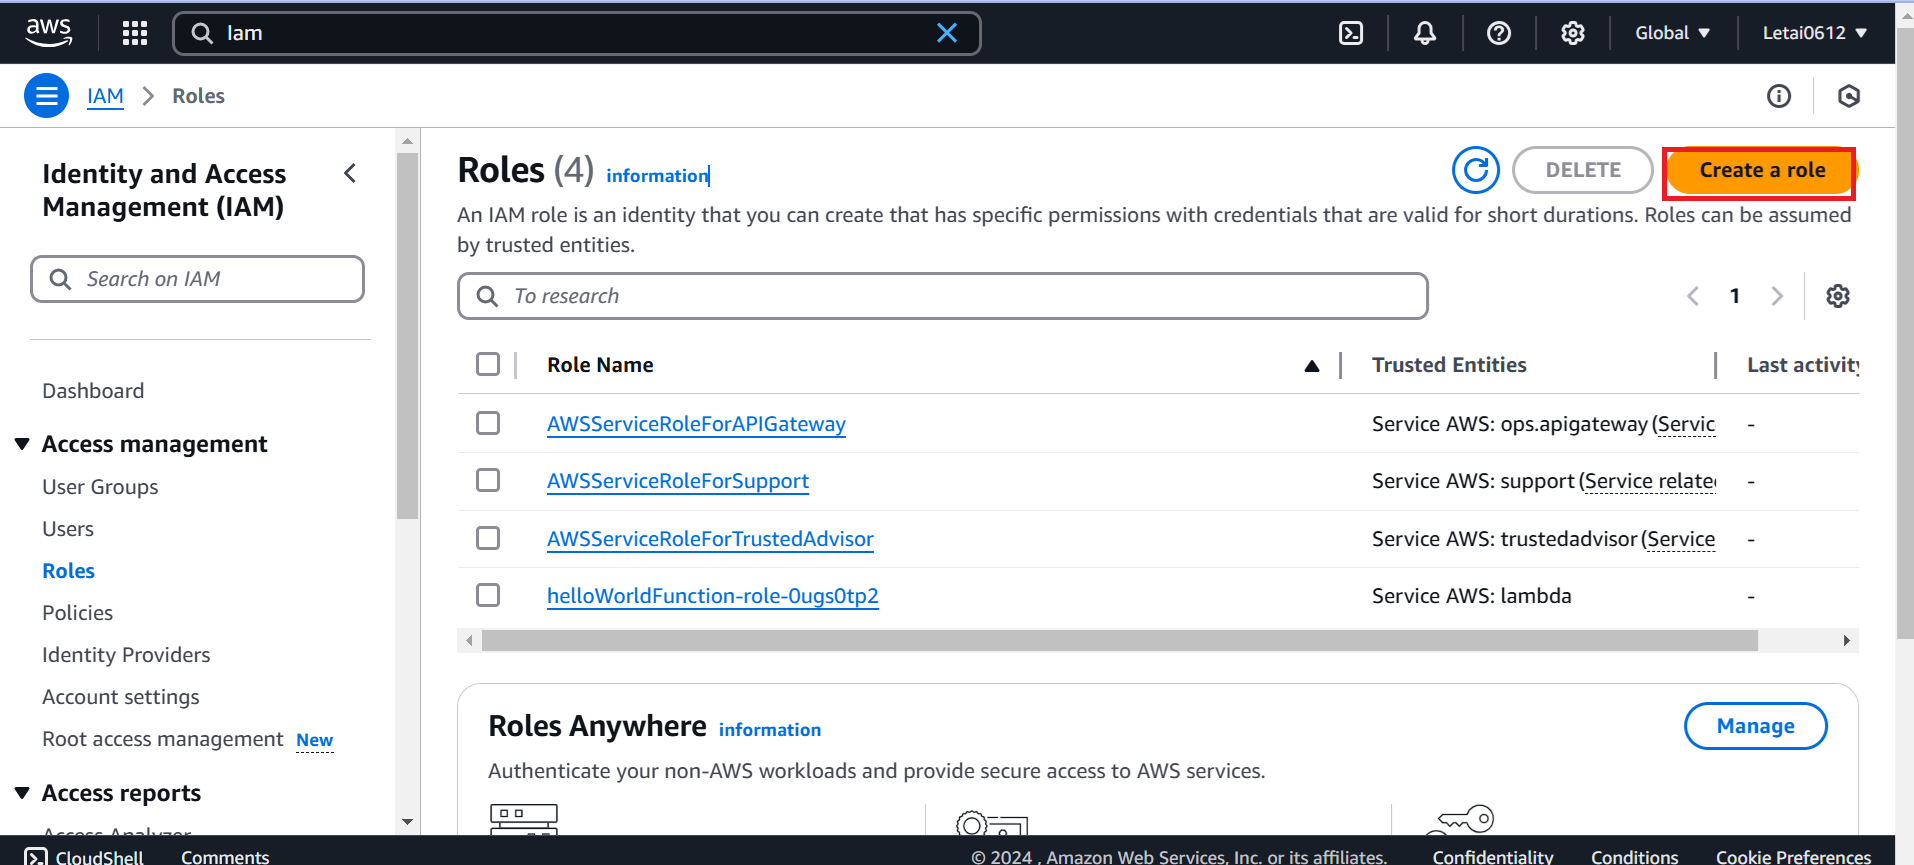 aws
Iam
Global
Letai0612
IAM
Roles
Identity and Access
Management (IAM)
Search on IAM
Dashboard
Access management
User Groups
Users
Roles
Policies
Identity Providers
Account settings
Root access management New
Access reports
Access Analyzer
Roles (4) information
DELETE
Create a role
An IAM role is an identity that you can create that has specific permissions with credentials that are valid for short durations. Roles can be assumed
by trusted entities.
To research
1
Role Name
Trusted Entities
Last activity
AWSServiceRoleForAPIGateway
Service AWS: ops.apigateway (Servic
-
AWSServiceRoleForSupport
Service AWS: support (Service relate
-
AWSServiceRoleForTrustedAdvisor
Service AWS: trustedadvisor (Service
-
helloWorldFunction-role-0ugs0tp2
Service AWS: lambda
-
Roles Anywhere information
Manage
Authenticate your non-AWS workloads and provide secure access to AWS services.
CloudShell
Comments
© 2024 , Amazon Web Services, Inc. or its affiliates.
Confidentiality
Conditions
Cookie Preferences